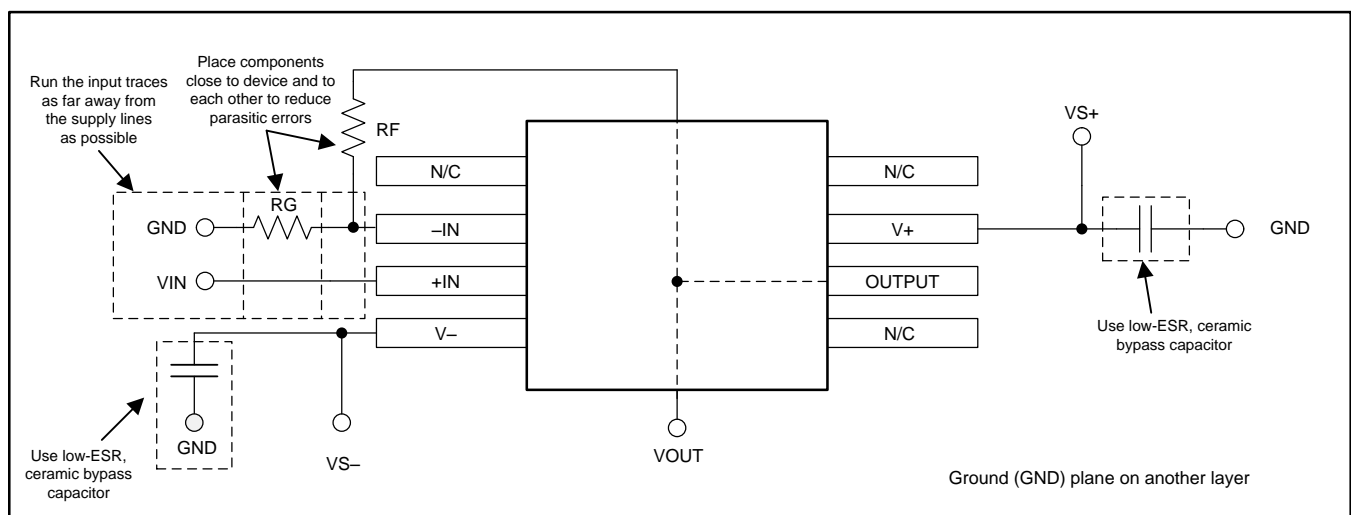 Run the input traces
as far away from
the supply lines
as possible
Place components
close to device and to
each other to reduce
parasitic errors
RF
N/C
RG
GND
–IN
VIN
+IN
V–
GND
Use low-ESR,
ceramic bypass
capacitor
VS–
VOUT
N/C
V+
OUTPUT
N/C
VS+
GND
Use low-ESR, ceramic
bypass capacitor
Ground (GND) plane on another layer